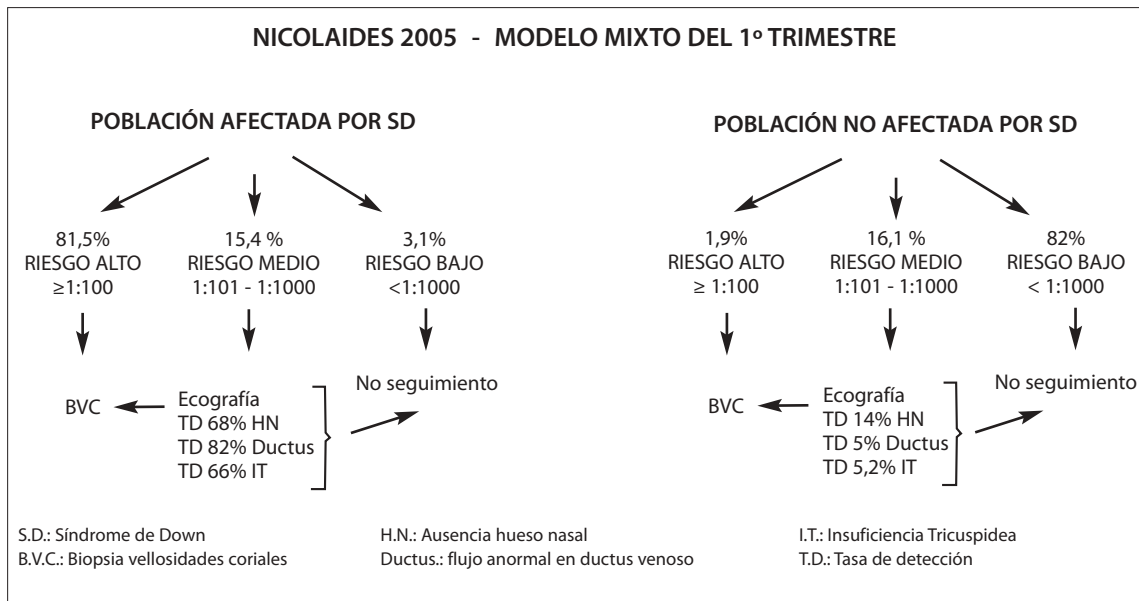 NICOLAIDES 2005 - MODELO MIXTO DEL 1º TRIMESTRE
POBLACIÓN AFECTADA POR SD
81,5%
RIESGO ALTO
≥1:100
15,4 %
RIESGO MEDIO
1:101 - 1:1000
3,1%
RIESGO BAJO
<1:1000
BVC
Ecografía
TD 68% HN
TD 82% Ductus
TD 66% IT
No seguimiento
POBLACIÓN NO AFECTADA POR SD
1,9%
RIESGO ALTO
≥ 1:100
16,1 %
RIESGO MEDIO
1:101 - 1:1000
82%
RIESGO BAJO
< 1:1000
BVC
Ecografía
TD 14% HN
TD 5% Ductus
TD 5,2% IT
No seguimiento
S.D.: Síndrome de Down
B.V.C.: Biopsia vellosidades coriales
H.N.: Ausencia hueso nasal
Ductus.: flujo anormal en ductus venoso
I.T.: Insuficiencia Tricuspidea
T.D.: Tasa de detección